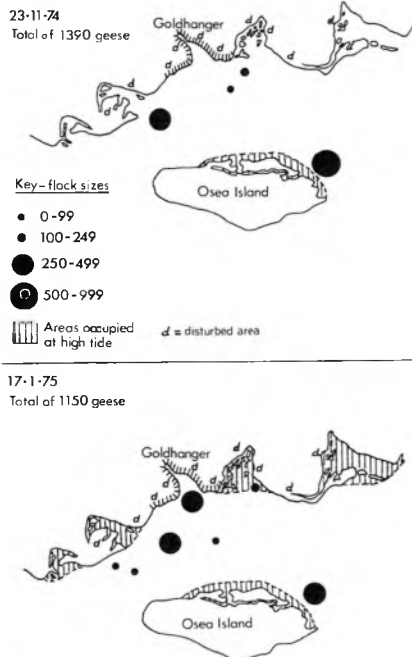 23·11·74
Total of 1390 geese
Goldhanger
d d d d d d d d d
Osea Island
Key-flock sizes
0-99
100-249
250-499
500-999
Areas occupied
at high tide
d = disturbed area
17·1·75
Total of 1150 geese
Goldhanger
d d d d d d d d d
Osea Island